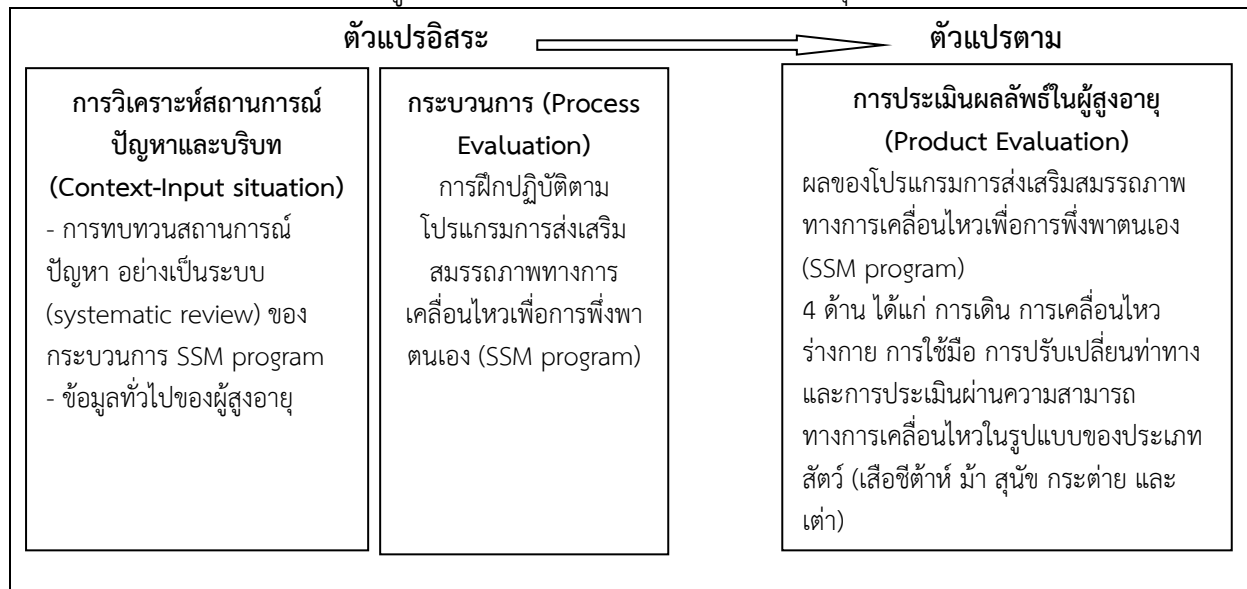 ตัวแปรอิสระ
ตัวแปรตาม
การวิเคราะห์สถานการณ์
ปัญหาและบริบท
(Context-Input situation)
- การทบทวนสถานการณ์
ปัญหา อย่างเป็นระบบ
(systematic review) ของ
กระบวนการ SSM program
- ข้อมูลทั่วไปของผู้สูงอายุ
กระบวนการ (Process
Evaluation)
การฝึกปฏิบัติตาม
โปรแกรมการส่งเสริม
สมรรถภาพทางการ
เคลื่อนไหวเพื่อการพึ่งพา
ตนเอง (SSM program)
การประเมินผลลัพธ์ในผู้สูงอายุ
(Product Evaluation)
ผลของโปรแกรมการส่งเสริมสมรรถภาพ
ทางการเคลื่อนไหวเพื่อการพึ่งพาตนเอง
(SSM program)
4 ด้าน ได้แก่ การเดิน การเคลื่อนไหว
ร่างกาย การใช้มือ การปรับเปลี่ยนท่าทาง
และการประเมินผ่านความสามารถ
ทางการเคลื่อนไหวในรูปแบบของประเภท
สัตว์ (เสือชีต้าห์ ม้า สุนัข กระต่าย และ
เต่า)